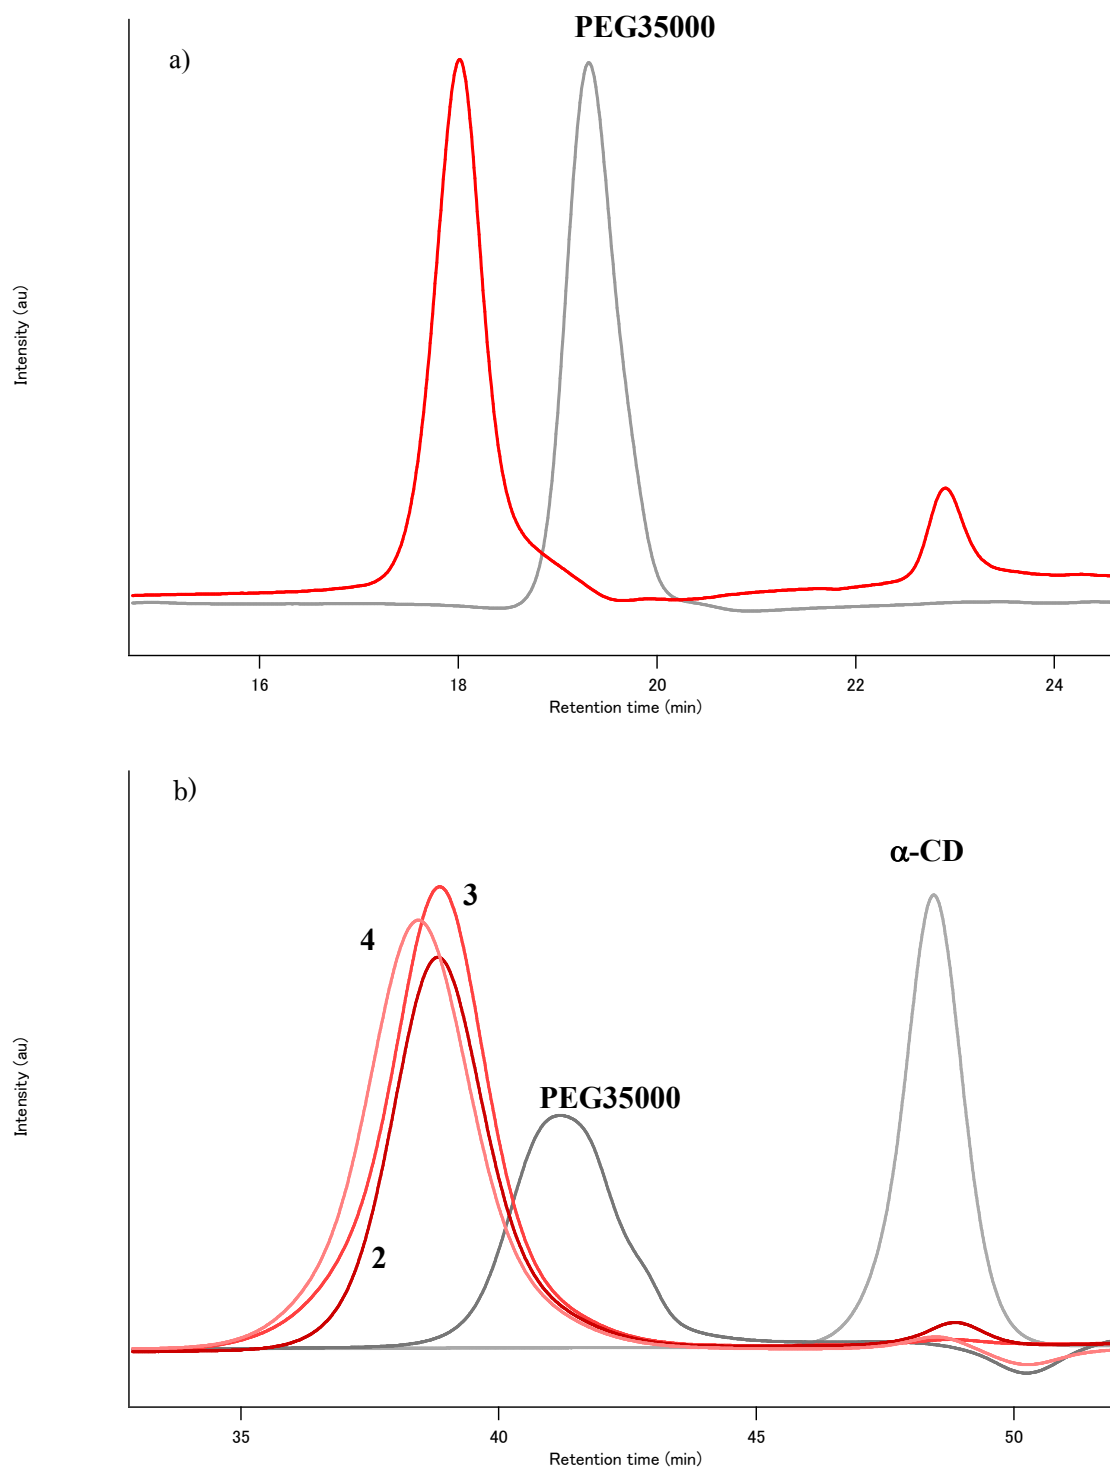 PEG35000
a)
Intensity (au)
16 18 20 22 24
Retention time (min)
b)
α-CD
3
4
PEG35000
2
Intensity (au)
35 40 45 50
Retention time (min)